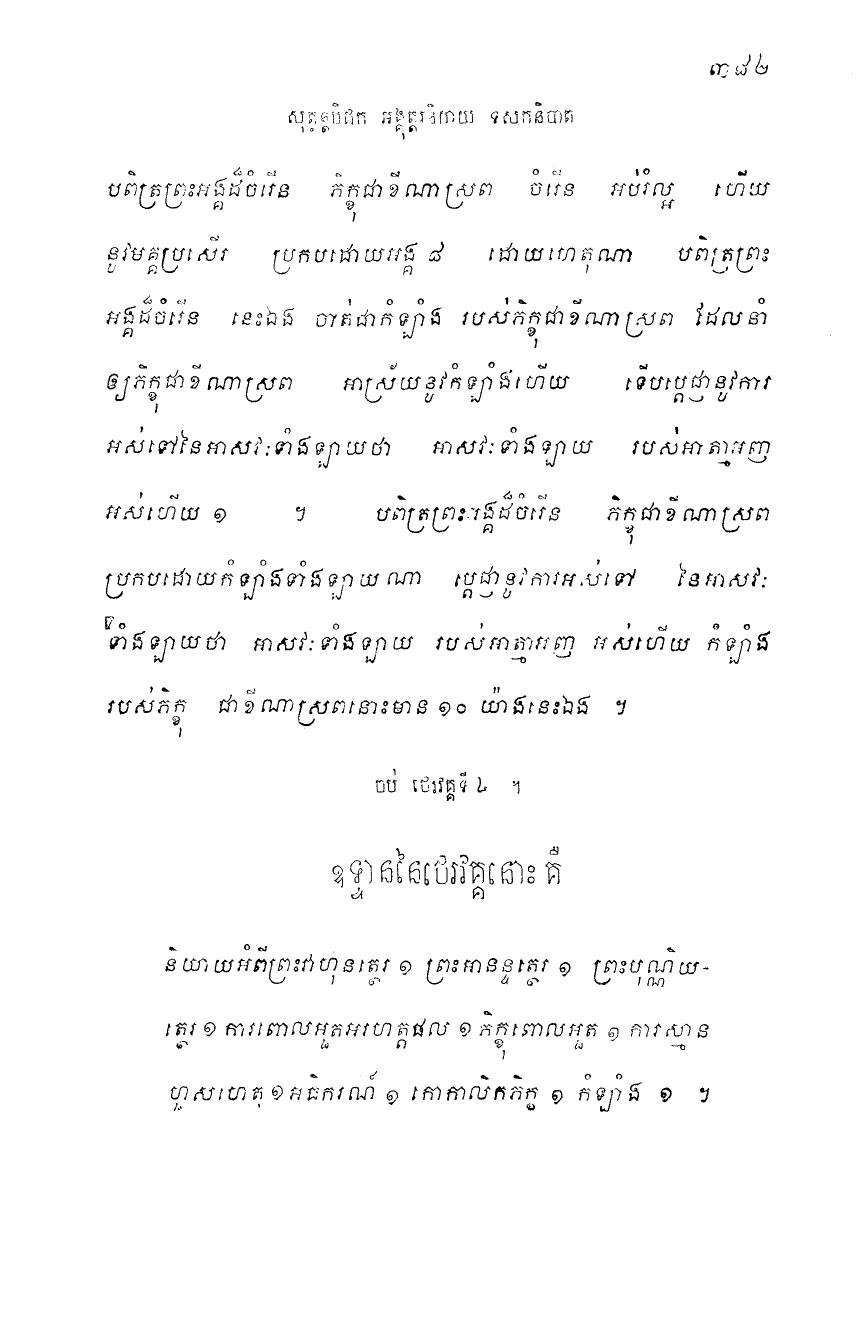 ៣៨២
សុត្តន្តបិដក អង្គុត្តរនិកាយ ទសកនិបាត
បពិត្រព្រះអង្គដ៏ចំរើន ភិក្ខុជាខីណាស្រព ចំរើន អប់រំល្អ ហើយ
នូវមគ្គប្រសើរ ប្រកបដោយអង្គ ៨ ដោយហេតុណា បពិត្រព្រះ
អង្គដ៏ចំរើន នេះឯង ចាត់ជាកំឡាំង របស់ភិក្ខុជាខីណាស្រព ដែលនាំ
ឲ្យភិក្ខុជាខីណាស្រព អាស្រ័យនូវកំឡាំងហើយ ទើបប្តេជ្ញានូវការ
អស់ទៅនៃអាសវៈទាំងឡាយថា អាសវៈទាំងឡាយ របស់អាត្មាអញ
អស់ហើយ ១ ។ បពិត្រព្រះអង្គដ៏ចំរើន ភិក្ខុជាខីណាស្រព
ប្រកបដោយកំឡាំងទាំងឡាយណា ប្តេជ្ញានូវការអស់ទៅ នៃអាសវៈ
ទាំងឡាយថា អាសវៈទាំងឡាយ របស់អាត្មាអញ អស់ហើយ កំឡាំង
របស់ភិក្ខុ ជាខីណាស្រពនោះមាន ១០ យ៉ាងនេះឯង ។
ចប់ ថេរវគ្គទី ៤ ។
ឧទ្ទាននៃថេរវគ្គនោះ គឺ
និយាយអំពីព្រះវាហុនត្ថេរ ១ ព្រះអានន្ទត្ថេរ ១ ព្រះបុណ្ណិយ-
ត្ថេរ ១ ការពោលអួតអរហត្តផល ១ ភិក្ខុពោលអួត ១ ការស្មាន
ហួសហេតុ ១ អធិករណ៍ ១ កោកាលិកភិក្ខុ ១ កំឡាំង ១ ។